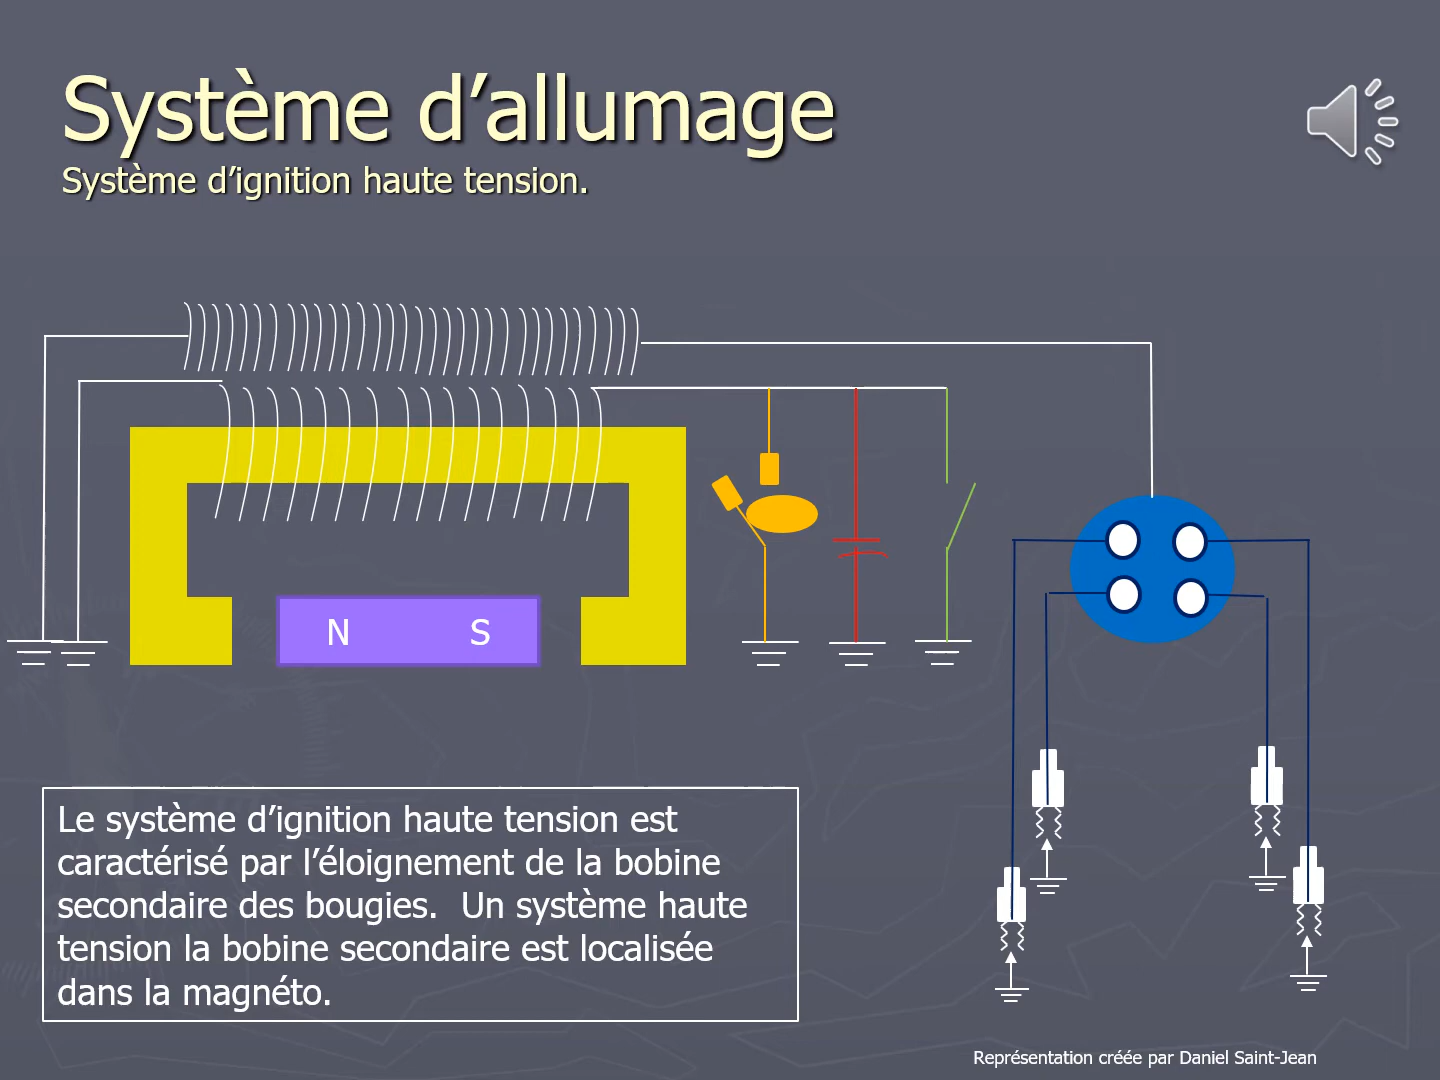 Système d’allumage
Système d’ignition haute tension.
N S
Le système d’ignition haute tension est
caractérisé par l’éloignement de la bobine
secondaire des bougies.  Un système haute
tension la bobine secondaire est localisée
dans la magnéto.
Représentation créée par Daniel Saint-Jean